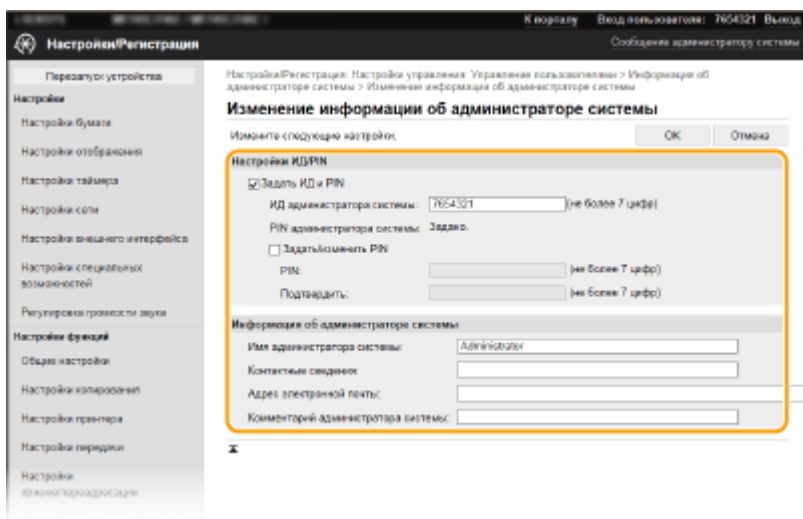 К порталу Вход пользователя: 7654321 Выход
Настройки/Регистрация
Сообщение администратору системы
Перезапуск устройства
Настройки
Настройки бумаги
Настройки отображения
Настройки таймера
Настройки сети
Настройки внешнего интерфейса
Настройки специальных
возможностей
Регулировка громкости звука
Настройки функций
Общие настройки
Настройки копирования
Настройки принтера
Настройки передачи
Настройки
приема/переадресации
Настройки/Регистрация: Настройки управления: Управление пользователями > Информация об
администраторе системы > Изменение информации об администраторе системы
Изменение информации об администраторе системы
Измените следующие настройки.
OK
Отмена
Настройки ИД/PIN
Задать ИД и PIN
ИД администратора системы: 7654321 (не более 7 цифр)
PIN администратора системы: Задано.
Задать/изменить PIN
PIN: (не более 7 цифр)
Подтвердить: (не более 7 цифр)
Информация об администраторе системы
Имя администратора системы: Administrator
Контактные сведения:
Адрес электронной почты:
Комментарий администратора системы: